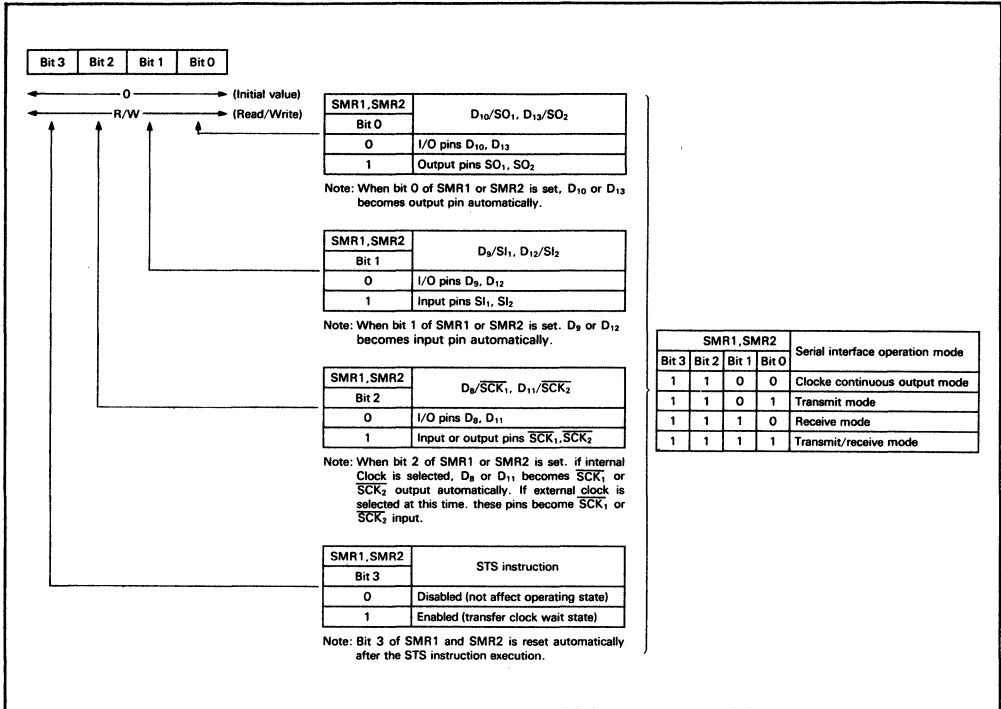 Bit 3 Bit 2 Bit 1 Bit 0
0 (Initial value)
R/W (Read/Write)
SMR1,SMR2 D₁₀/SO₁, D₁₃/SO₂
Bit 0
0 I/O pins D₁₀, D₁₃
1 Output pins SO₁, SO₂
Note: When bit 0 of SMR1 or SMR2 is set, D₁₀ or D₁₃
becomes output pin automatically.
SMR1,SMR2 D₉/SI₁, D₁₂/SI₂
Bit 1
0 I/O pins D₉, D₁₂
1 Input pins SI₁, SI₂
Note: When bit 1 of SMR1 or SMR2 is set. D₉ or D₁₂
becomes input pin automatically.
SMR1,SMR2 D₈/S̅C̅K̅₁, D₁₁/S̅C̅K̅₂
Bit 2
0 I/O pins D₈, D₁₁
1 Input or output pins S̅C̅K̅₁,S̅C̅K̅₂
Note: When bit 2 of SMR1 or SMR2 is set. if internal
Clock is selected, D₈ or D₁₁ becomes S̅C̅K̅₁ or
S̅C̅K̅₂ output automatically. If external clock is
selected at this time. these pins become S̅C̅K̅₁ or
S̅C̅K̅₂ input.
SMR1,SMR2 STS instruction
Bit 3
0 Disabled (not affect operating state)
1 Enabled (transfer clock wait state)
Note: Bit 3 of SMR1 and SMR2 is reset automatically
after the STS instruction execution.
SMR1,SMR2 Serial interface operation mode
Bit 3 Bit 2 Bit 1 Bit 0
1 1 0 0 Clocke continuous output mode
1 1 0 1 Transmit mode
1 1 1 0 Receive mode
1 1 1 1 Transmit/receive mode